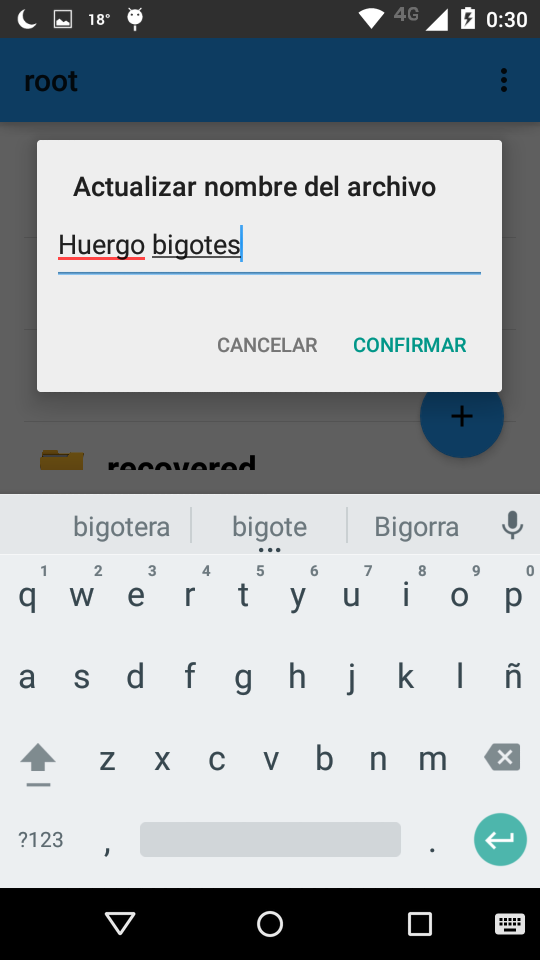 18° 4G 0:30
root
Actualizar nombre del archivo
Huergo bigotes
CANCELAR CONFIRMAR
+
recovered
bigotera bigote Bigorra
1 2 3 4 5 6 7 8 9 0
q w e r t y u i o p
a s d f g h j k l ñ
z x c v b n m
?123 , .